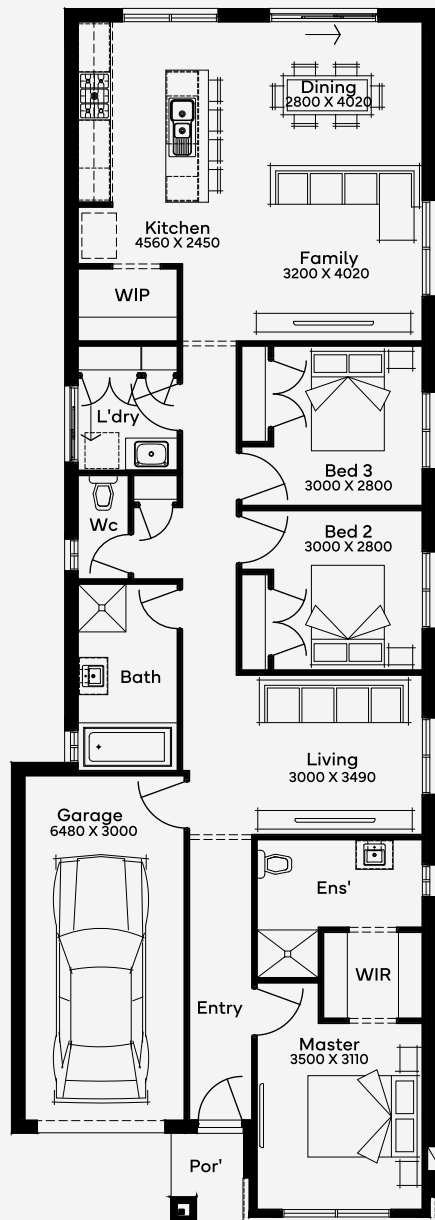 Dining
2800 X 4020
Kitchen
4560 X 2450
Family
3200 X 4020
WIP
L'dry
Bed 3
3000 X 2800
Wc
Bed 2
3000 X 2800
Bath
Living
3000 X 3490
Garage
6480 X 3000
Ens'
WIR
Entry
Master
3500 X 3110
Por'